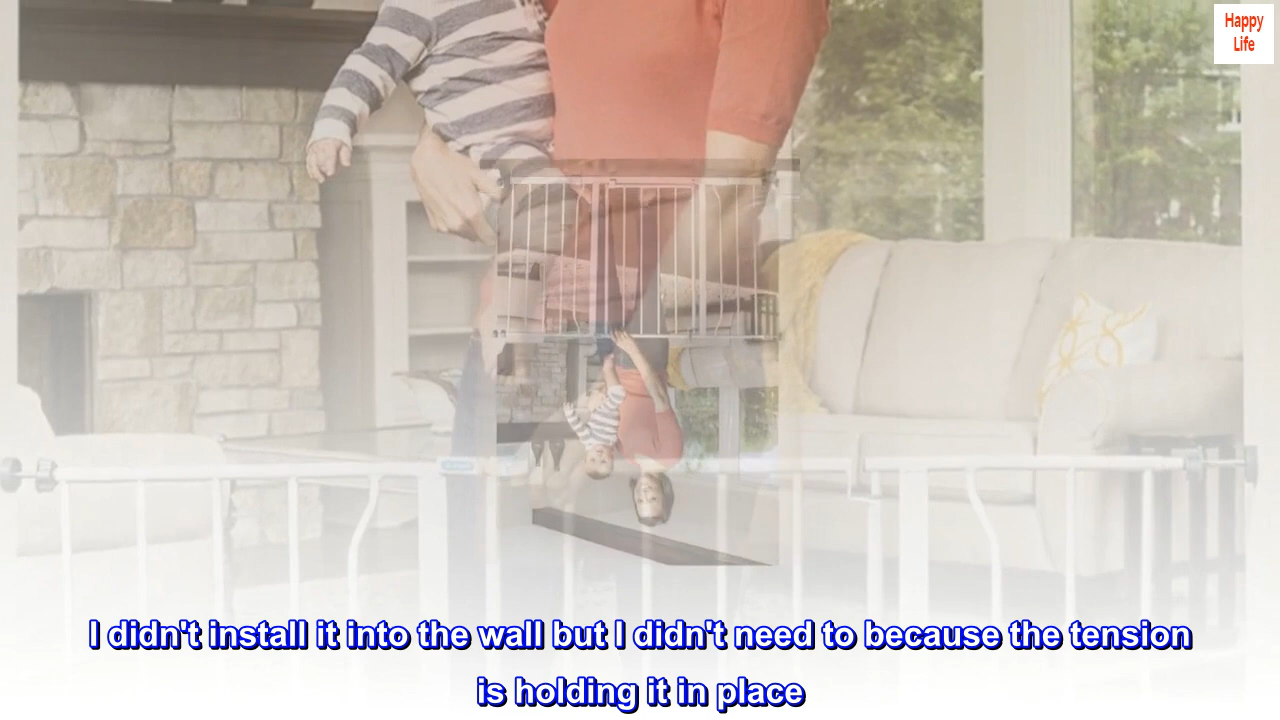 Happy
Life
I didn't install it into the wall but I didn't need to because the tension
is holding it in place